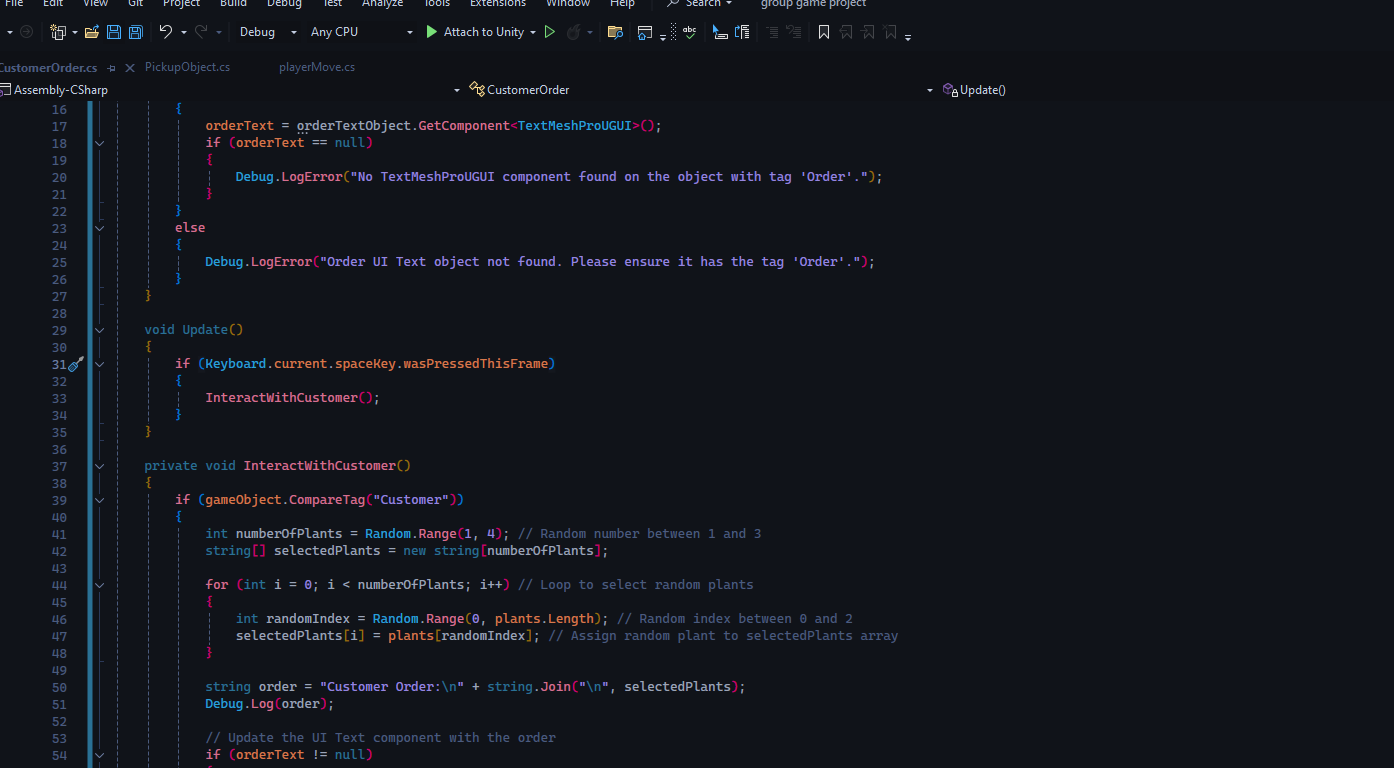 File Edit View Git Project Build Debug Test Analyze Tools Extensions Window Help Search group game project
Debug Any CPU Attach to Unity abc
CustomerOrder.cs PickupObject.cs playerMove.cs
Assembly-CSharp CustomerOrder Update()
16 {
17 orderText = orderTextObject.GetComponent<TextMeshProUGUI>();
18 if (orderText == null)
19 {
20 Debug.LogError("No TextMeshProUGUI component found on the object with tag 'Order'.");
21 }
22 }
23 else
24 {
25 Debug.LogError("Order UI Text object not found. Please ensure it has the tag 'Order'.");
26 }
27 }
28
29 void Update()
30 {
31 if (Keyboard.current.spaceKey.wasPressedThisFrame)
32 {
33 InteractWithCustomer();
34 }
35 }
36
37 private void InteractWithCustomer()
38 {
39 if (gameObject.CompareTag("Customer"))
40 {
41 int numberOfPlants = Random.Range(1, 4); // Random number between 1 and 3
42 string[] selectedPlants = new string[numberOfPlants];
43
44 for (int i = 0; i < numberOfPlants; i++) // Loop to select random plants
45 {
46 int randomIndex = Random.Range(0, plants.Length); // Random index between 0 and 2
47 selectedPlants[i] = plants[randomIndex]; // Assign random plant to selectedPlants array
48 }
49
50 string order = "Customer Order:\n" + string.Join("\n", selectedPlants);
51 Debug.Log(order);
52
53 // Update the UI Text component with the order
54 if (orderText != null)